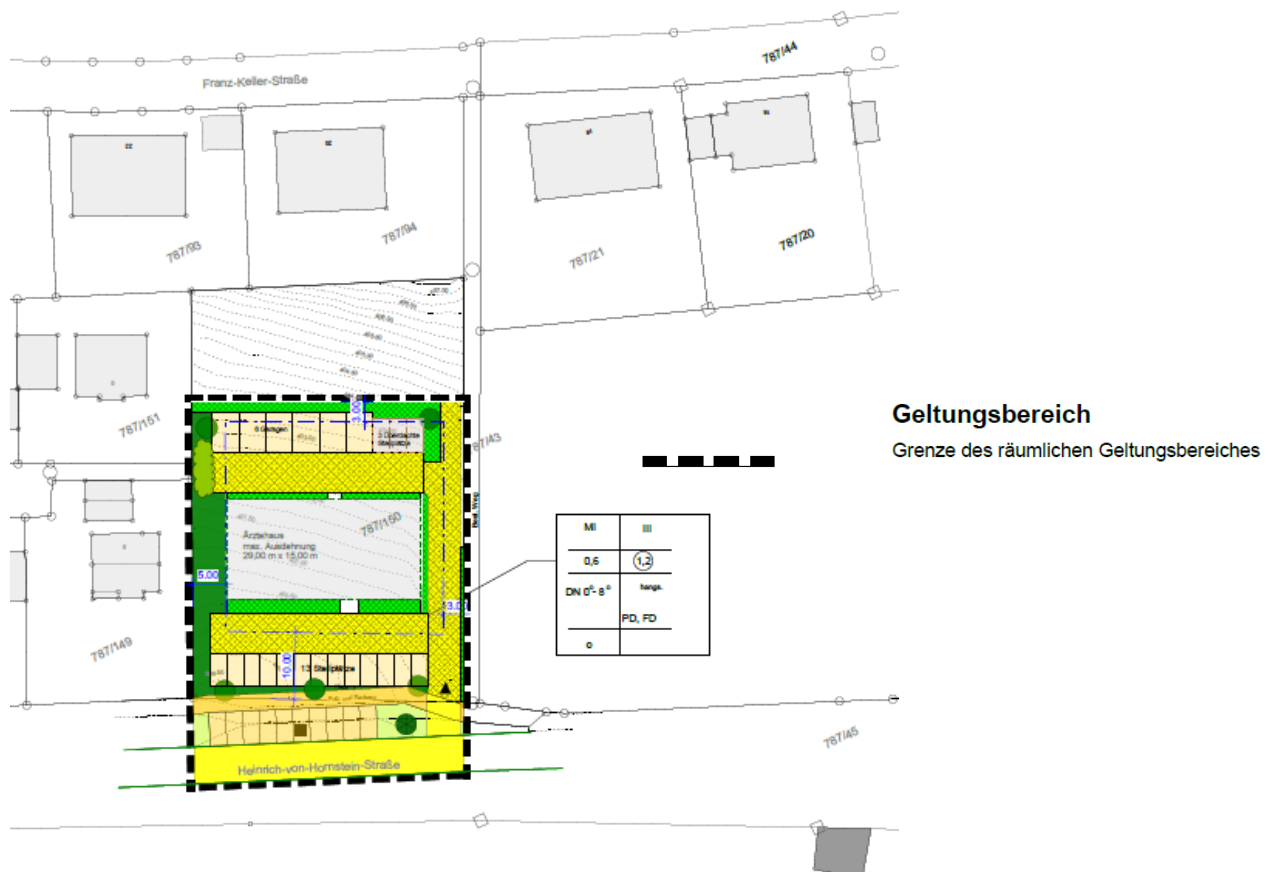 787/44
Franz-Keller-Straße
787/93
787/94
787/21
787/20
787/151
787/43
3.00
6 Garagen
3 Überdachte
Stellplätze
Best. Weg
787/150
Ärztehaus
max. Ausdehnung
29,00 m x 15,00 m
5.00
3.00
787/149
10.00
13 Stellplätze
Heinrich-von-Hornstein-Straße
787/45
MI
III
0,6
1,2
DN 0°- 8°
hangs.
PD, FD
o
Geltungsbereich
Grenze des räumlichen Geltungsbereiches